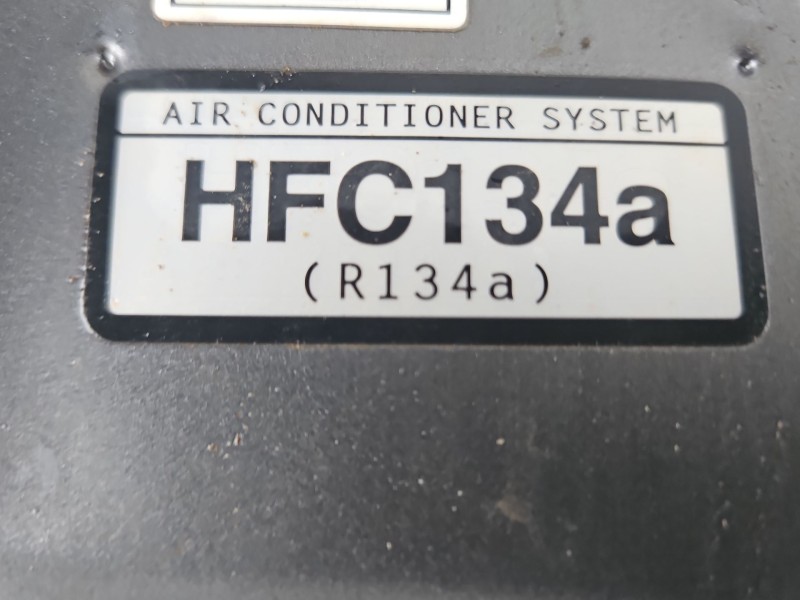 AIR CONDITIONER SYSTEM
HFC134a
(R134a)